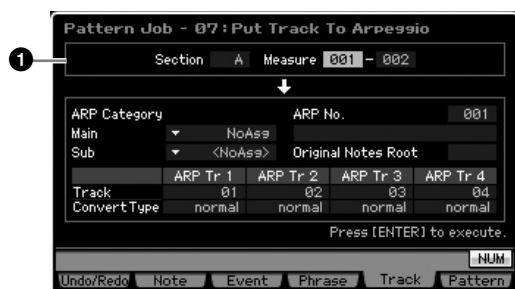 Pattern Job - 07:Put Track To Arpeggio
1
Section A Measure 001 - 002
ARP Category ARP No. 001
Main NoAsg
Sub <NoAsg> Original Notes Root
ARP Tr 1 ARP Tr 2 ARP Tr 3 ARP Tr 4
Track 01 02 03 04
ConvertType normal normal normal normal
Press [ENTER] to execute.
NUM
Undo/Redo Note Event Phrase Track Pattern